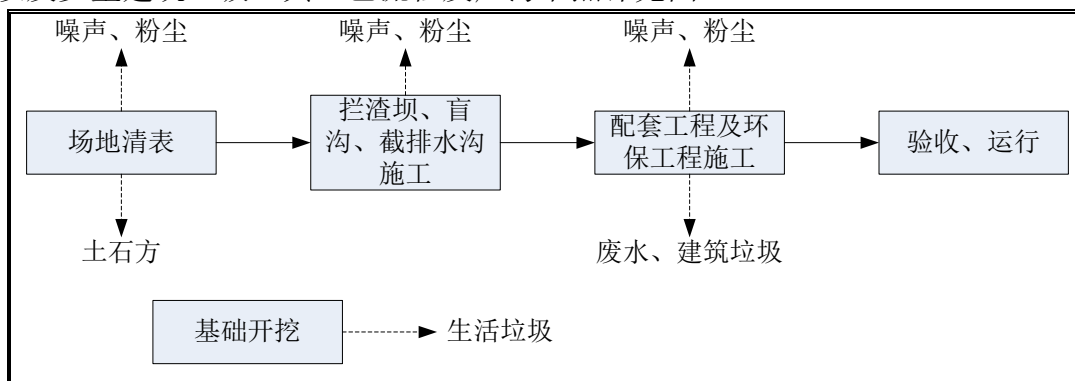 噪声、粉尘
噪声、粉尘
噪声、粉尘
场地清表
拦渣坝、盲
沟、截排水沟
施工
配套工程及环
保工程施工
验收、运行
土石方
废水、建筑垃圾
基础开挖
生活垃圾